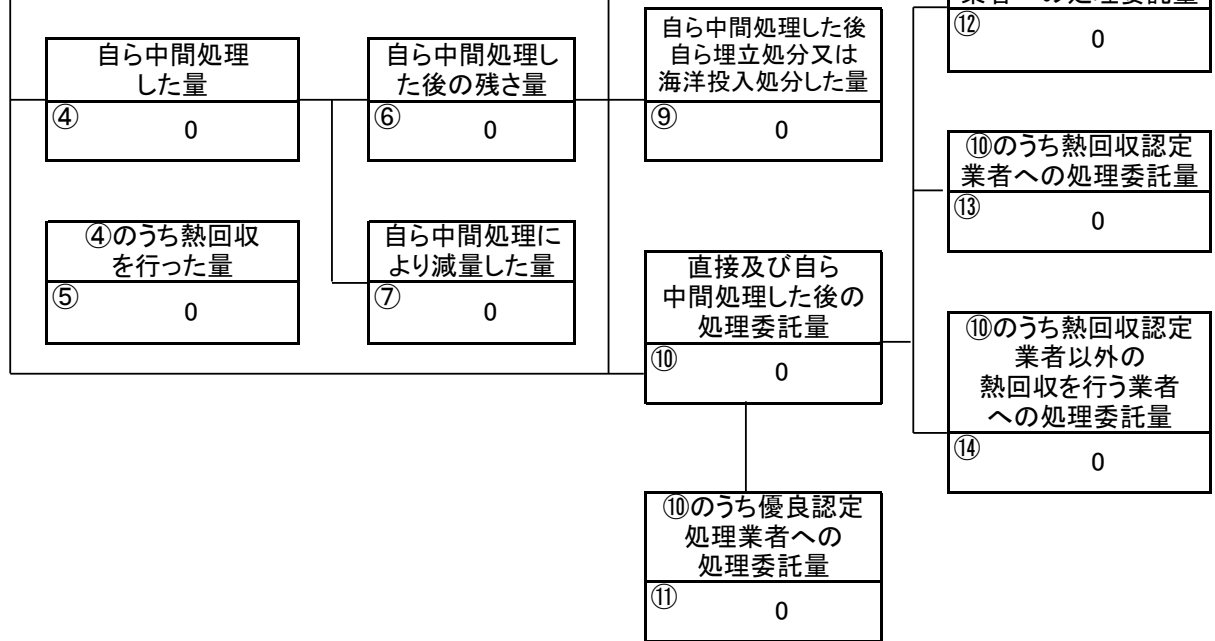 業者への処理委託量
⑫
0
自ら中間処理
した量
④
0
自ら中間処理し
た後の残さ量
⑥
0
自ら中間処理した後
自ら埋立処分又は
海洋投入処分した量
⑨
0
⑩のうち熱回収認定
業者への処理委託量
⑬
0
④のうち熱回収
を行った量
⑤
0
自ら中間処理に
より減量した量
⑦
0
直接及び自ら
中間処理した後の
処理委託量
⑩
0
⑩のうち熱回収認定
業者以外の
熱回収を行う業者
への処理委託量
⑭
0
⑩のうち優良認定
処理業者への
処理委託量
⑪
0